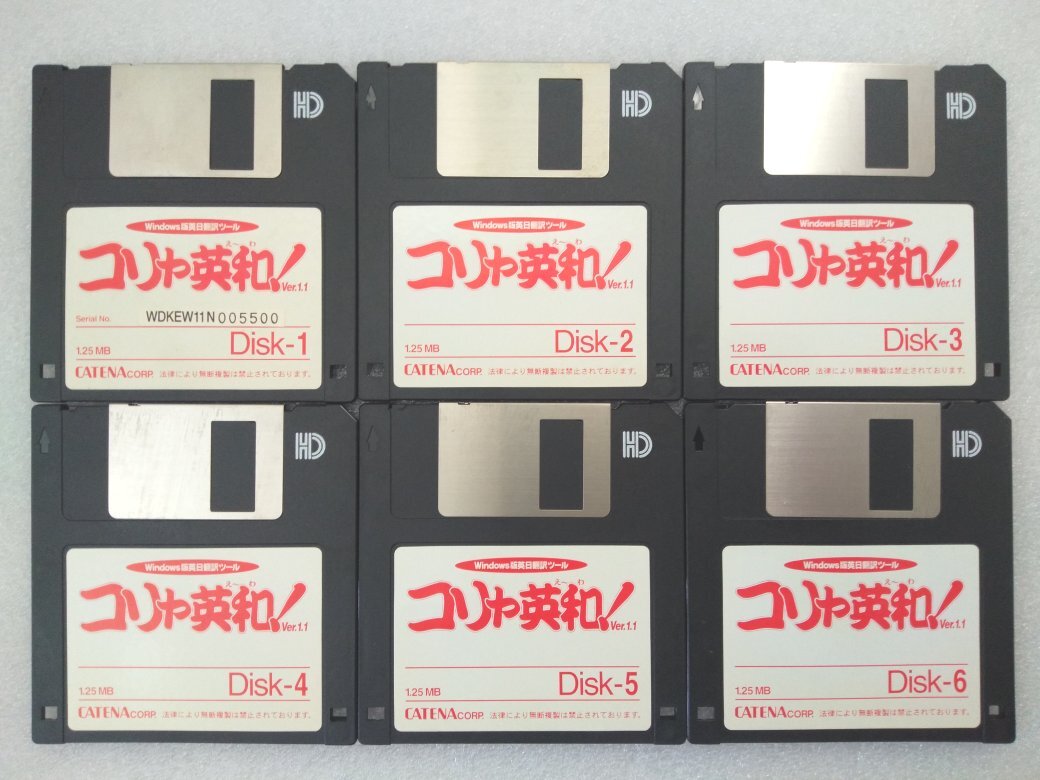 HD
Windows版英日翻訳ツール
え〜わ
コリャ英和!
Ver.1.1
Serial No. WDKEW11N005500
1.25 MB Disk-1
CATENA CORP. 法律により無断複製は禁止されております。
HD
Windows版英日翻訳ツール
え〜わ
コリャ英和!
Ver.1.1
1.25 MB Disk-2
CATENA CORP. 法律により無断複製は禁止されております。
HD
Windows版英日翻訳ツール
え〜わ
コリャ英和!
Ver.1.1
1.25 MB Disk-3
CATENA CORP. 法律により無断複製は禁止されております。
HD
Windows版英日翻訳ツール
え〜わ
コリャ英和!
Ver.1.1
1.25 MB Disk-4
CATENA CORP. 法律により無断複製は禁止されております。
HD
Windows版英日翻訳ツール
え〜わ
コリャ英和!
Ver.1.1
1.25 MB Disk-5
CATENA CORP. 法律により無断複製は禁止されております。
HD
Windows版英日翻訳ツール
え〜わ
コリャ英和!
Ver.1.1
1.25 MB Disk-6
CATENA CORP. 法律により無断複製は禁止されております。